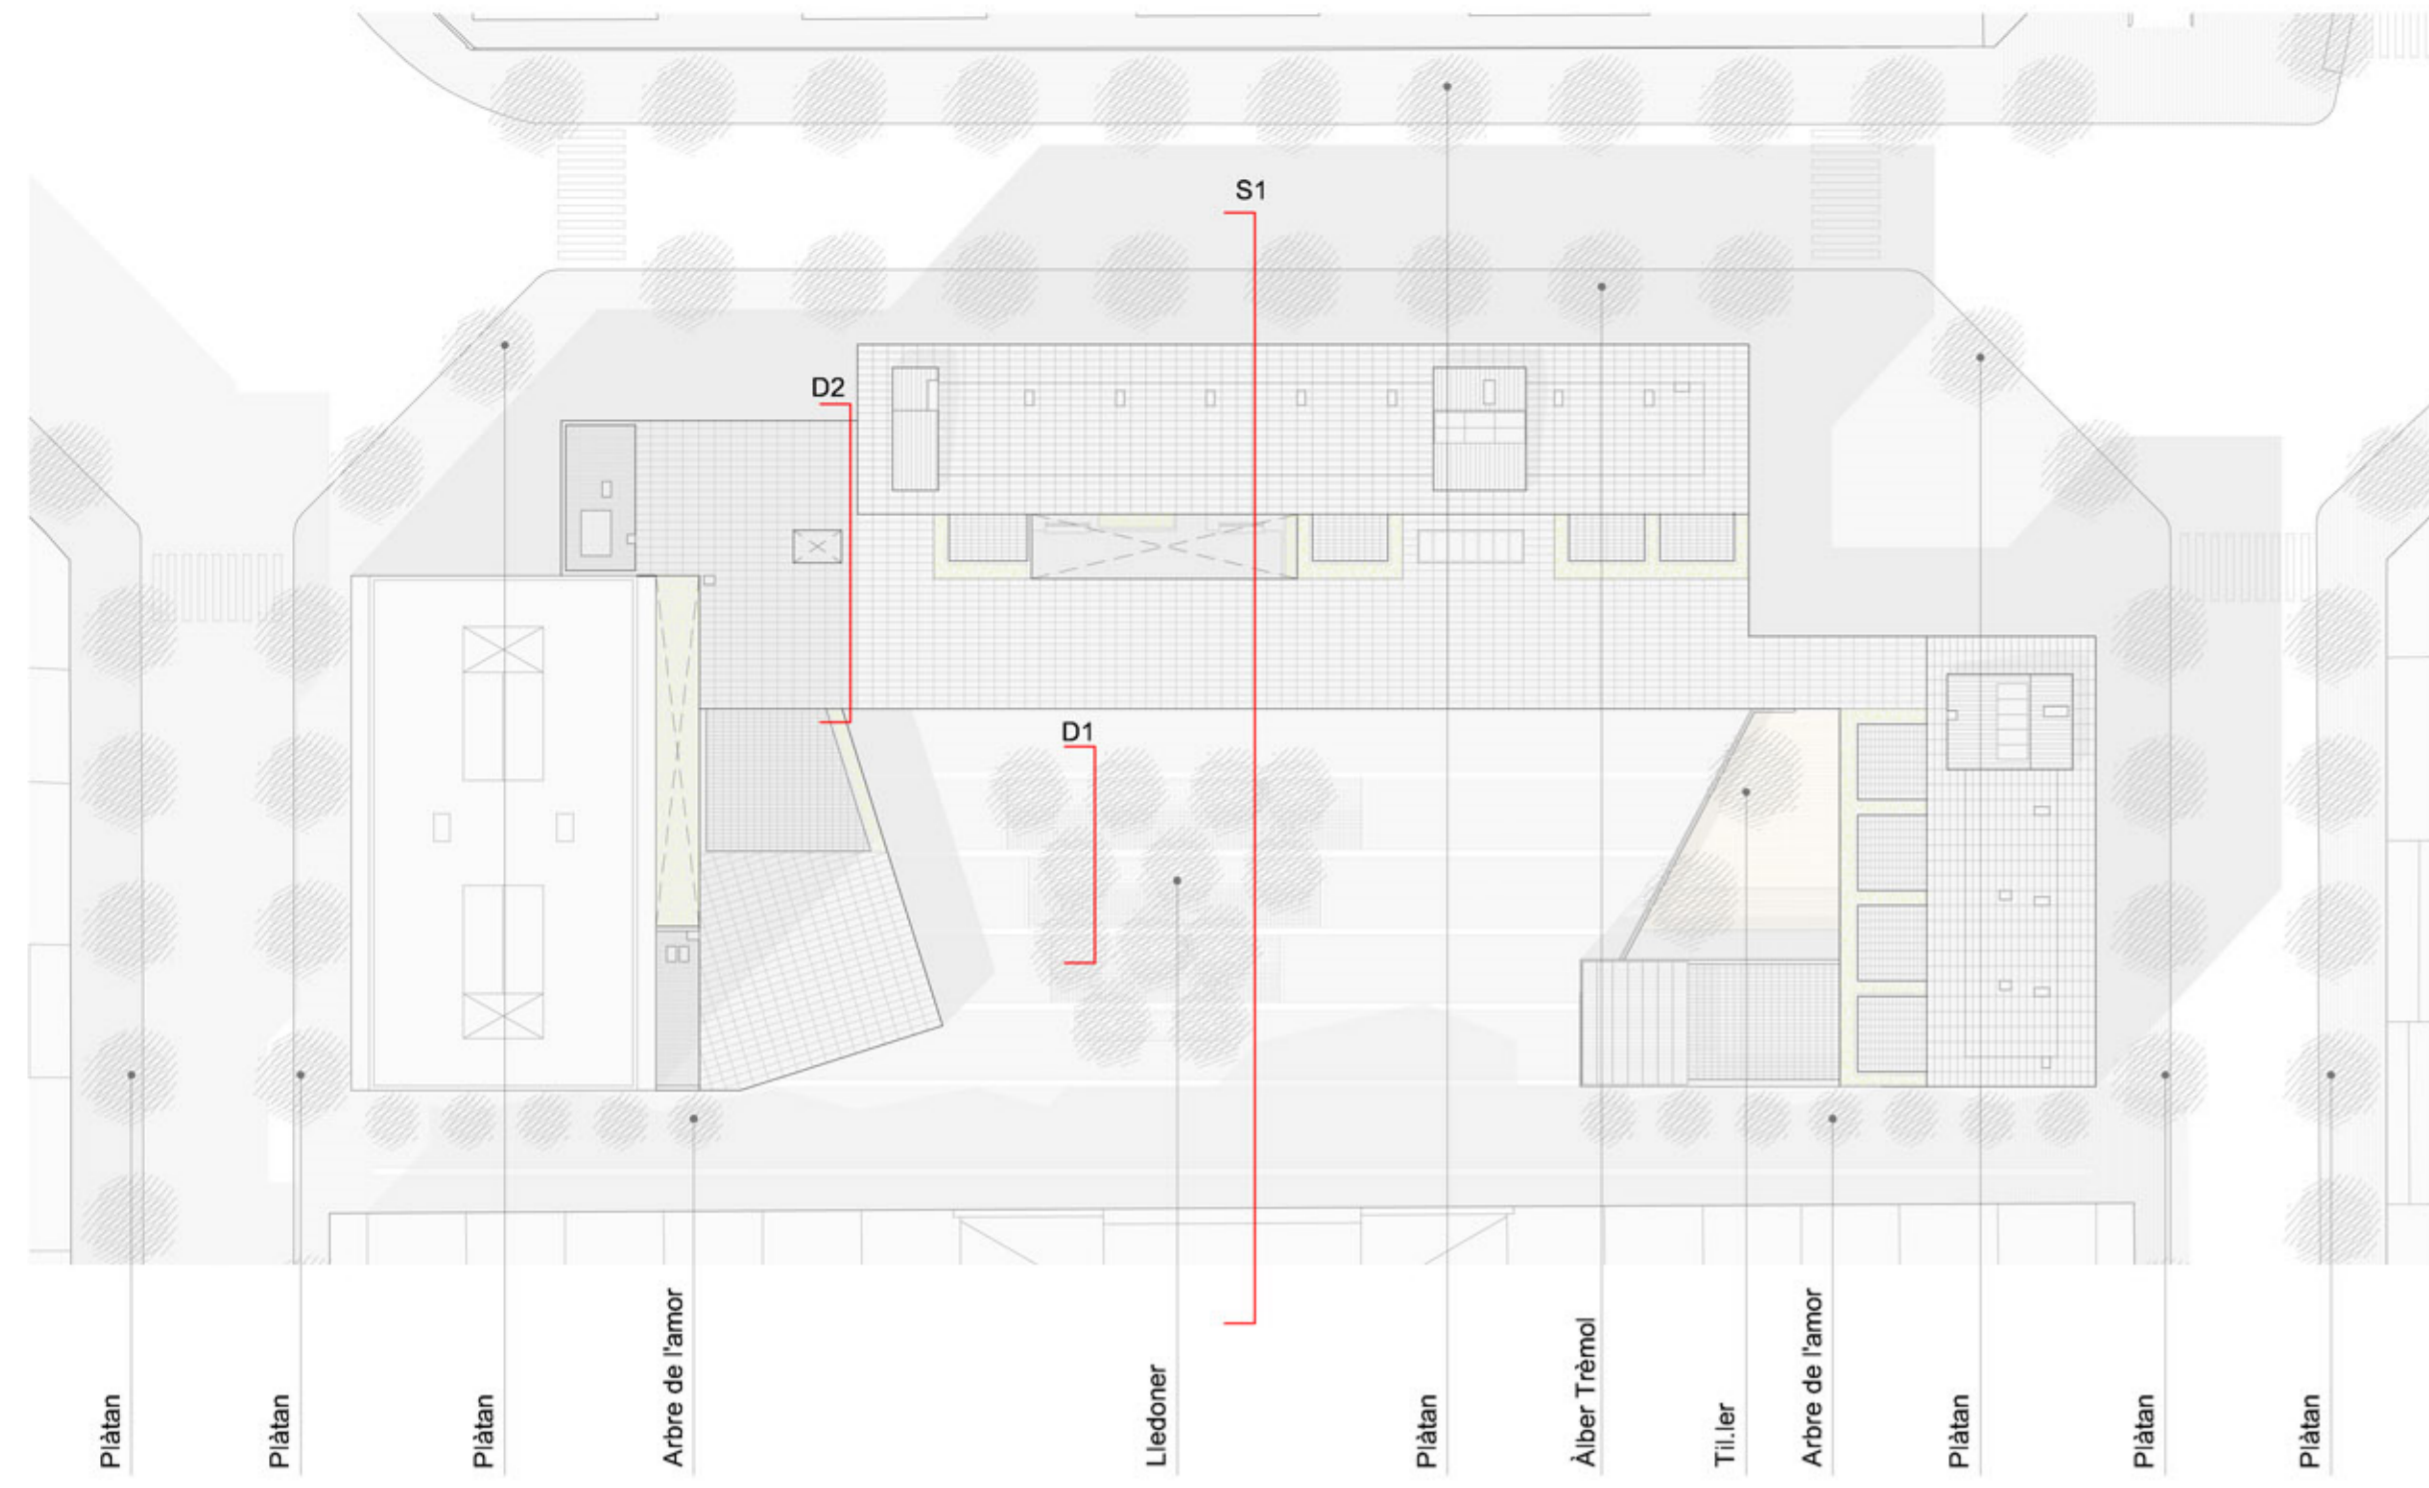 S1
D2
D1
Plàtan
Plàtan
Plàtan
Arbre de l'amor
Lledoner
Plàtan
Àlber Trèmol
Til.ler
Arbre de l'amor
Plàtan
Plàtan
Plàtan